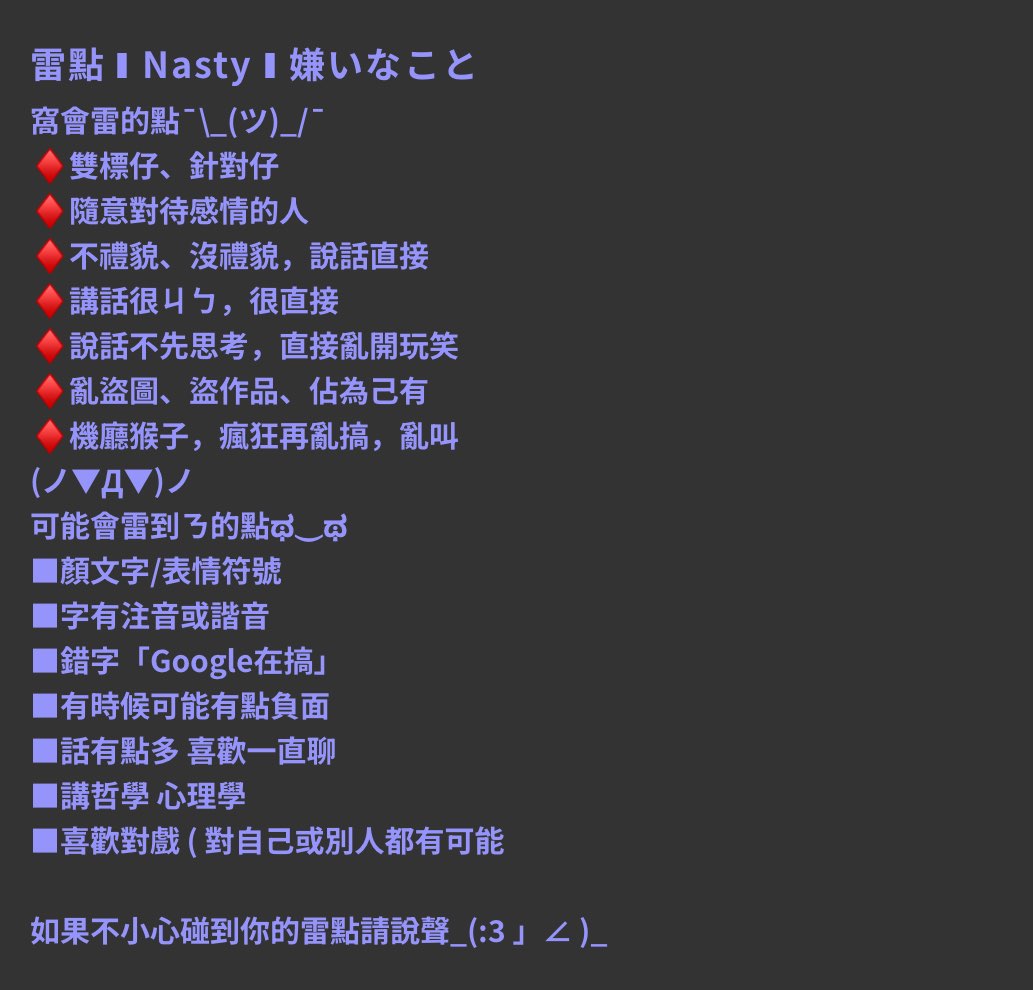 雷點▮Nasty▮嫌いなこと
窩會雷的點¯\_(ツ)_/¯
♦️雙標仔、針對仔
♦️隨意對待感情的人
♦️不禮貌、沒禮貌，說話直接
♦️講話很ㄐㄅ，很直接
♦️說話不先思考，直接亂開玩笑
♦️亂盜圖、盜作品、佔為己有
♦️機廳猴子，瘋狂再亂搞，亂叫
(ノ▼Д▼)ノ
可能會雷到ㄋ的點ಥ‿ಥ
■顏文字/表情符號
■字有注音或諧音
■錯字「Google在搞」
■有時候可能有點負面
■話有點多 喜歡一直聊
■講哲學 心理學
■喜歡對戲 ( 對自己或別人都有可能
如果不小心碰到你的雷點請說聲_(:3 」∠ )_